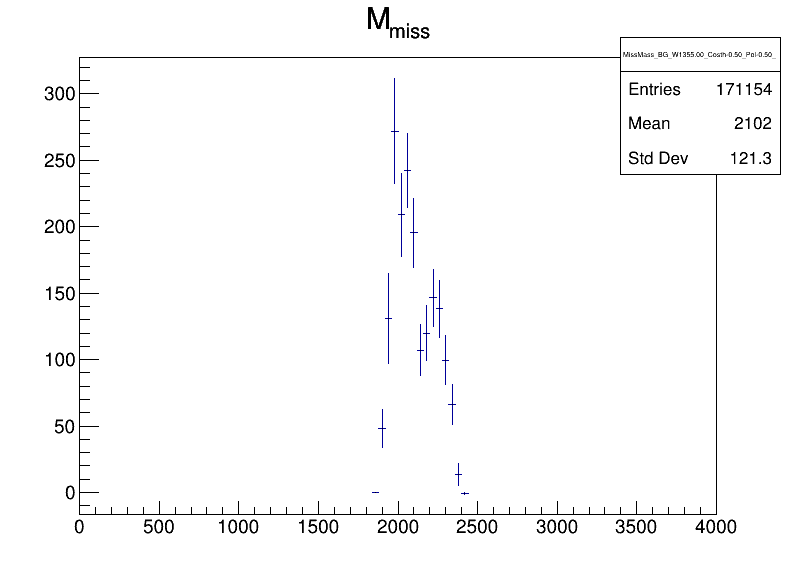 M_miss
MissMass_BG_W1355.00_Costh-0.50_Pol-0.50_
Entries 171154
Mean 2102
Std Dev 121.3
300
250
200
150
100
50
0
0 500 1000 1500 2000 2500 3000 3500 4000